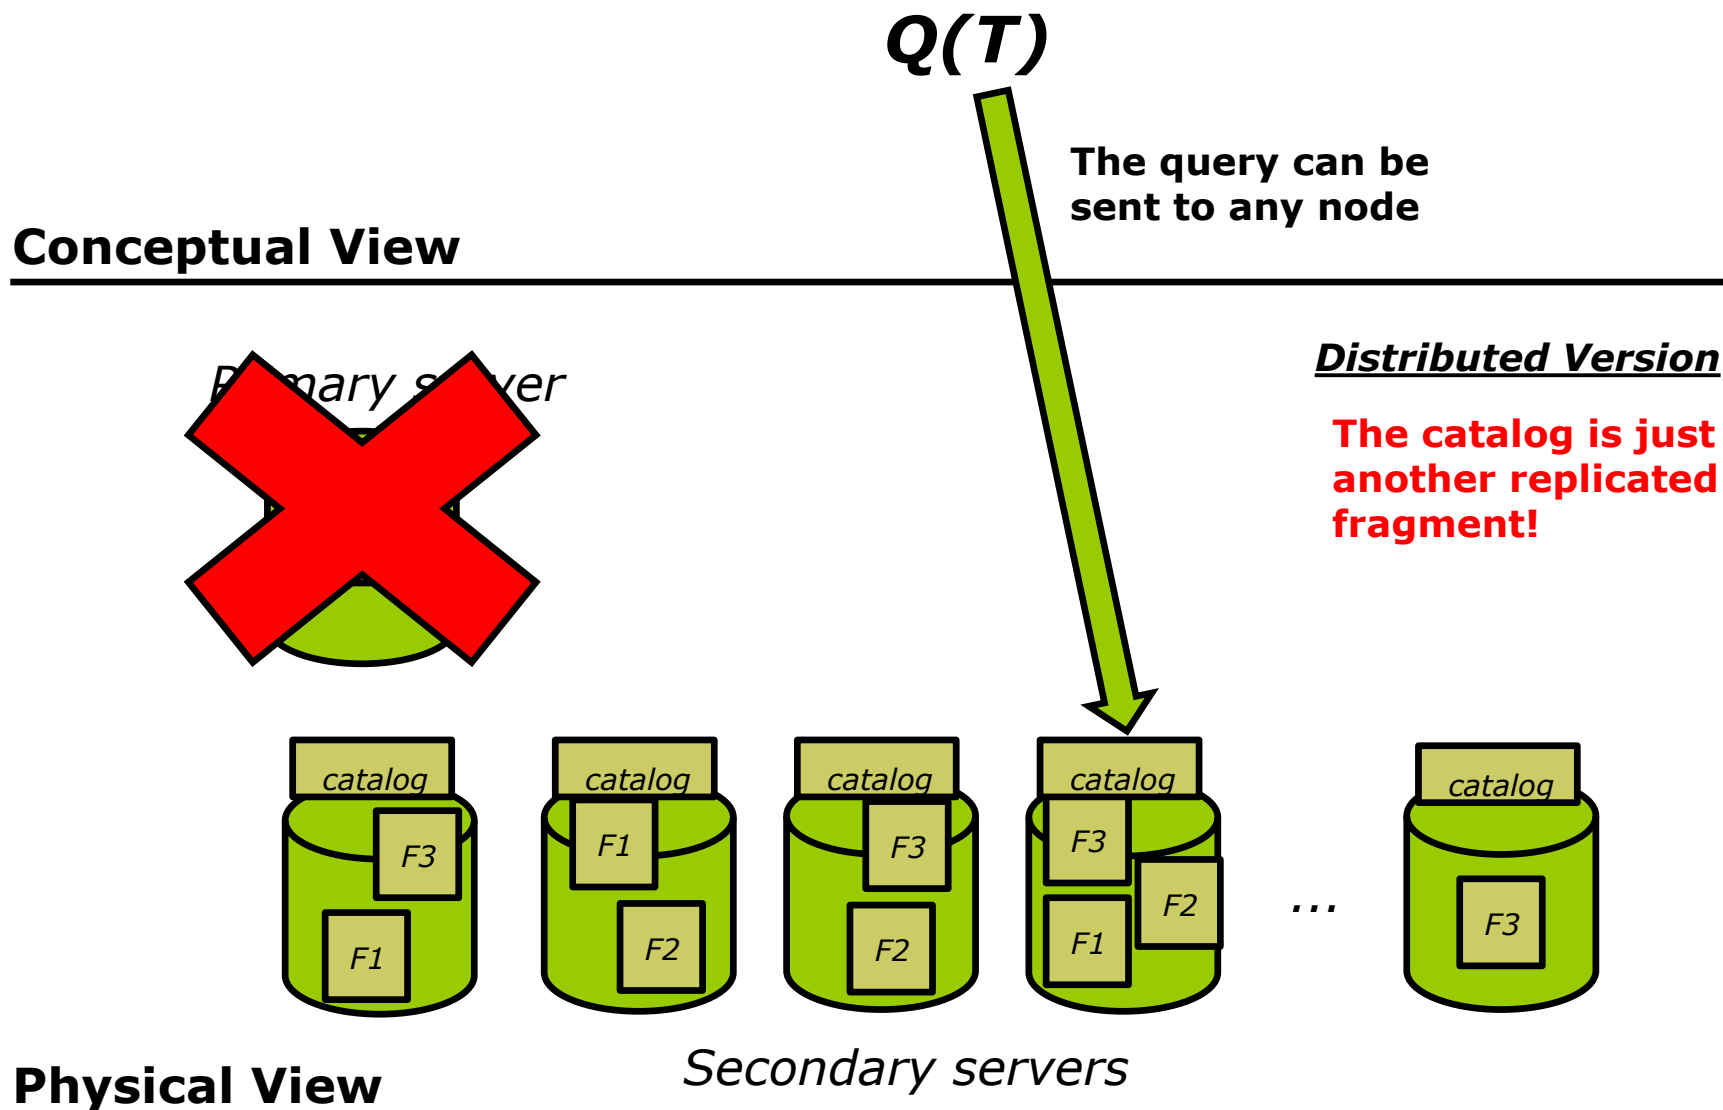 Q(T)
The query can be
sent to any node
Conceptual View
Primary server
Distributed Version
The catalog is just
another replicated
fragment!
catalog
catalog
catalog
catalog
catalog
F3
F1
F1
F2
F3
F2
F3
F2
F1
...
F3
Secondary servers
Physical View